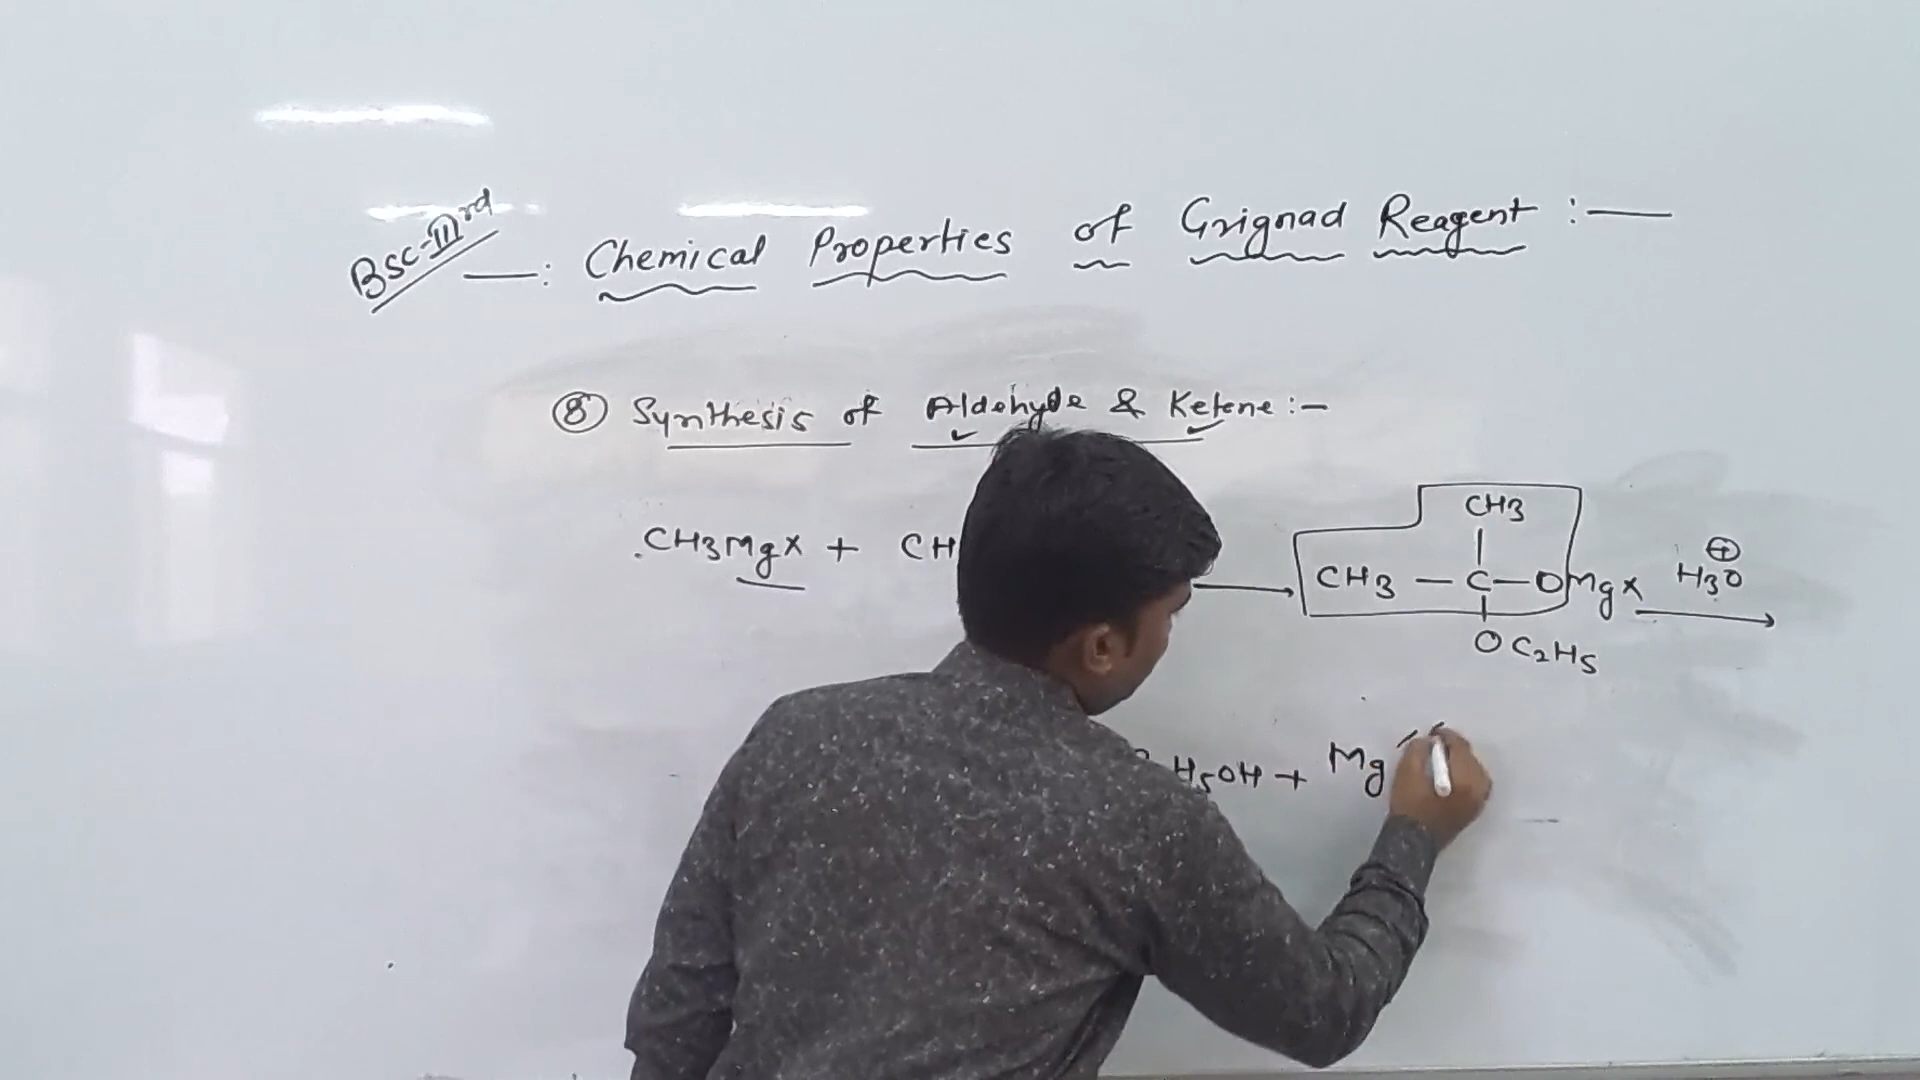 Bsc-IIIrd
—: Chemical Properties of Grignad Reagent :—
⑧ Synthesis of Aldehyde & Ketene :-
CH3
.CH3MgX + CH
CH3 — C — OMgX H3O⊕
OC2H5
H5OH + Mg